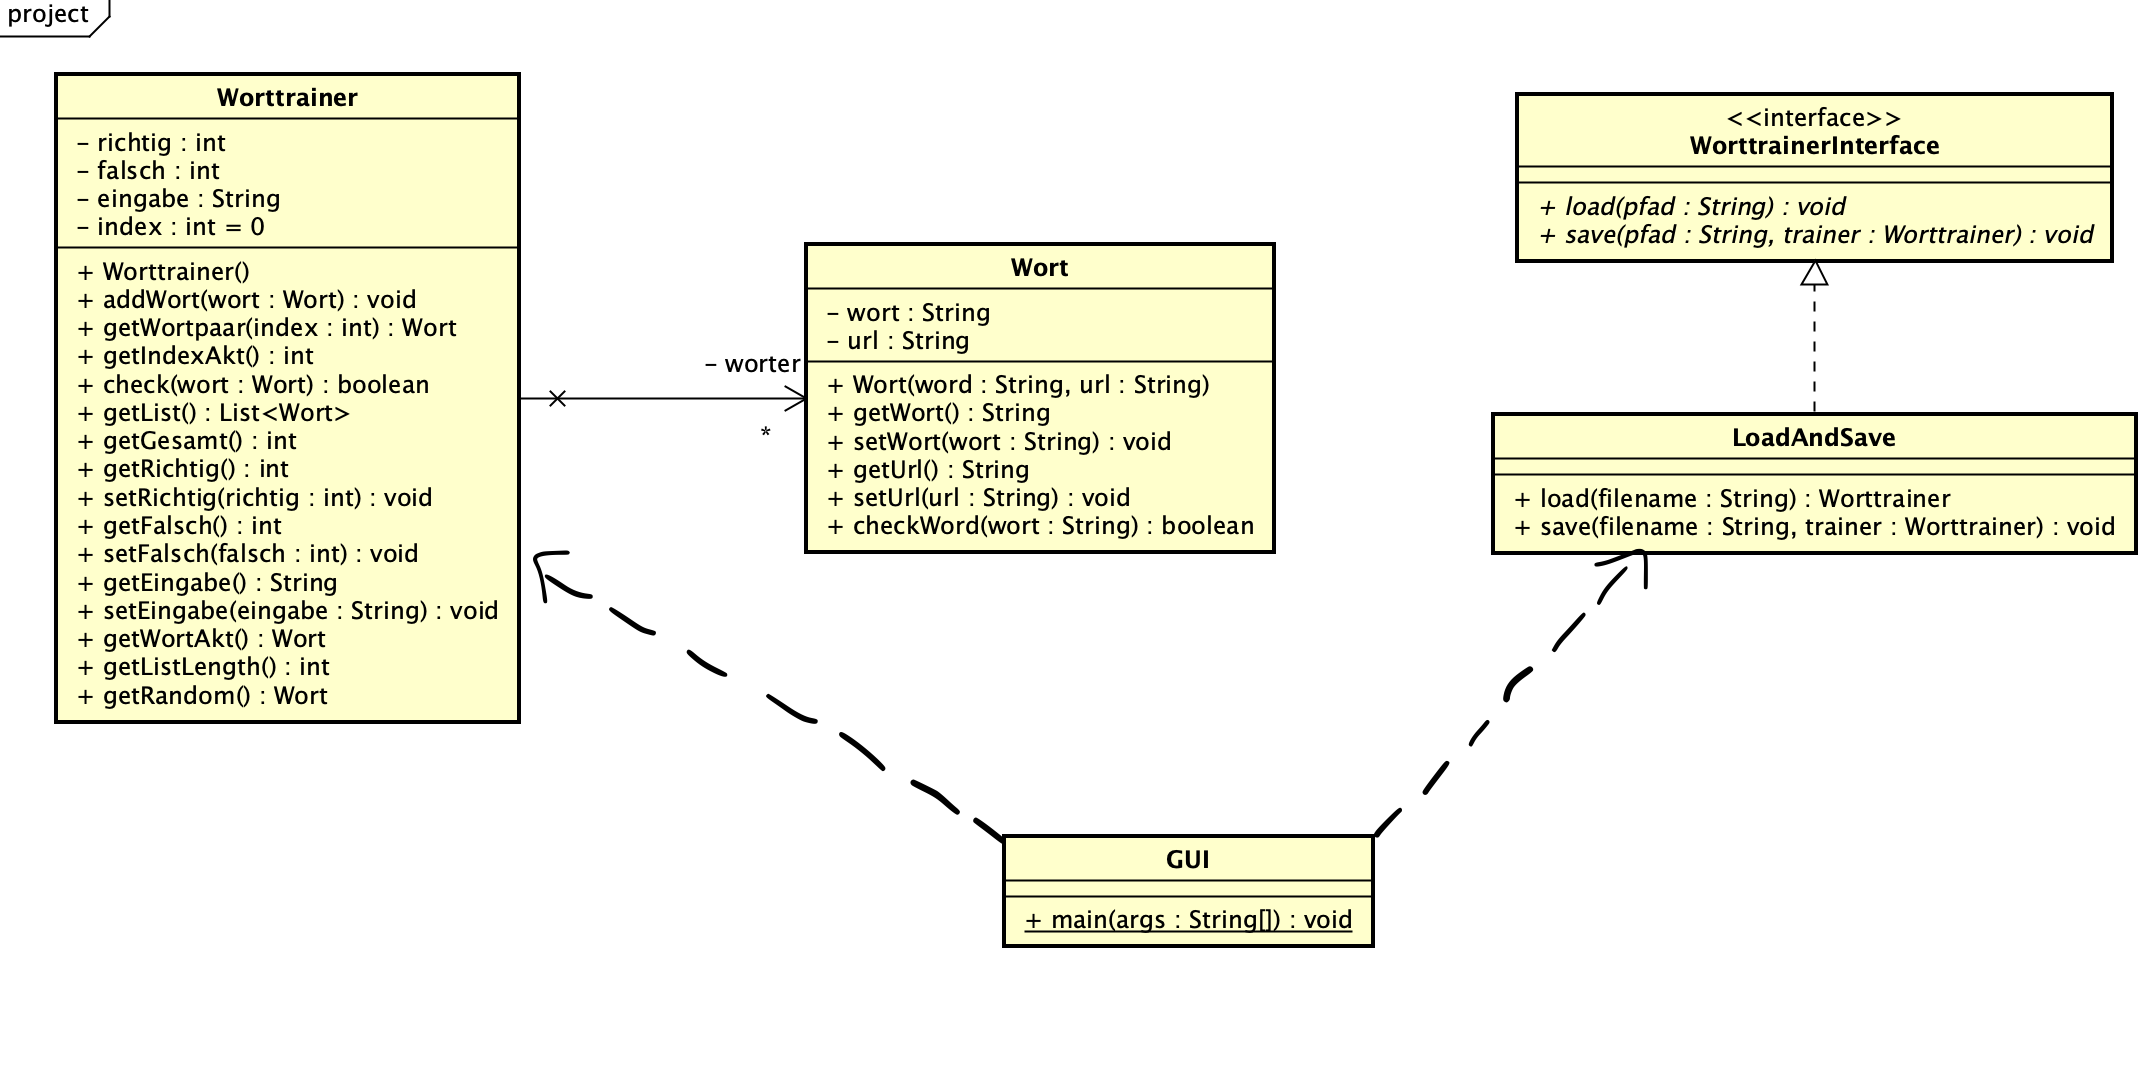 project
Worttrainer
- richtig : int
- falsch : int
- eingabe : String
- index : int = 0
+ Worttrainer()
+ addWort(wort : Wort) : void
+ getWortpaar(index : int) : Wort
+ getIndexAkt() : int
+ check(wort : Wort) : boolean
+ getList() : List<Wort>
+ getGesamt() : int
+ getRichtig() : int
+ setRichtig(richtig : int) : void
+ getFalsch() : int
+ setFalsch(falsch : int) : void
+ getEingabe() : String
+ setEingabe(eingabe : String) : void
+ getWortAkt() : Wort
+ getListLength() : int
+ getRandom() : Wort
- worter
*
Wort
- wort : String
- url : String
+ Wort(word : String, url : String)
+ getWort() : String
+ setWort(wort : String) : void
+ getUrl() : String
+ setUrl(url : String) : void
+ checkWord(wort : String) : boolean
<<interface>>
WorttrainerInterface
+ load(pfad : String) : void
+ save(pfad : String, trainer : Worttrainer) : void
LoadAndSave
+ load(filename : String) : Worttrainer
+ save(filename : String, trainer : Worttrainer) : void
GUI
+ main(args : String[]) : void